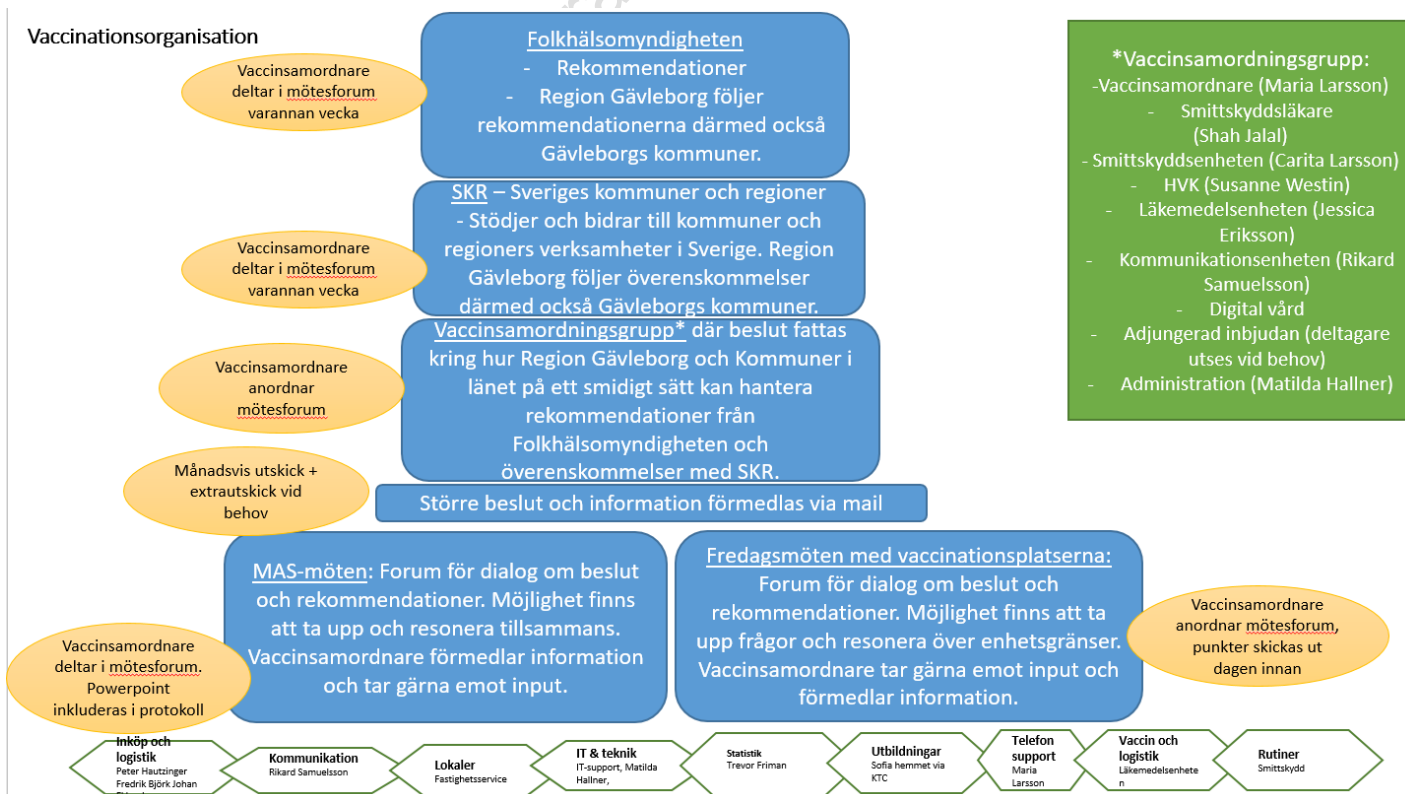 Vaccinationsorganisation
Folkhälsomyndigheten
- Rekommendationer
- Region Gävleborg följer
rekommendationerna därmed också
Gävleborgs kommuner.
Vaccinsamordnare
deltar i mötesforum
varannan vecka
SKR – Sveriges kommuner och regioner
- Stödjer och bidrar till kommuner och
regioners verksamheter i Sverige. Region
Gävleborg följer överenskommelser
därmed också Gävleborgs kommuner.
Vaccinsamordnare
deltar i mötesforum
varannan vecka
Vaccinsamordningsgrupp* där beslut fattas
kring hur Region Gävleborg och Kommuner i
länet på ett smidigt sätt kan hantera
rekommendationer från
Folkhälsomyndigheten och
överenskommelser med SKR.
Vaccinsamordnare
anordnar
mötesforum
Månadsvis utskick +
extrautskick vid
behov
Större beslut och information förmedlas via mail
MAS-möten: Forum för dialog om beslut
och rekommendationer. Möjlighet finns
att ta upp och resonera tillsammans.
Vaccinsamordnare förmedlar information
och tar gärna emot input.
Vaccinsamordnare
deltar i mötesforum.
Powerpoint
inkluderas i protokoll
Fredagsmöten med vaccinationsplatserna:
Forum för dialog om beslut och
rekommendationer. Möjlighet finns att ta
upp frågor och resonera över enhetsgränser.
Vaccinsamordnare tar gärna emot input och
förmedlar information.
Vaccinsamordnare
anordnar mötesforum,
punkter skickas ut
dagen innan
*Vaccinsamordningsgrupp:
-Vaccinsamordnare (Maria Larsson)
- Smittskyddsläkare
(Shah Jalal)
- Smittskyddsenheten (Carita Larsson)
- HVK (Susanne Westin)
- Läkemedelsenheten (Jessica
Eriksson)
- Kommunikationsenheten (Rikard
Samuelsson)
- Digital vård
- Adjungerad inbjudan (deltagare
utses vid behov)
- Administration (Matilda Hallner)
Inköp och
logistik
Peter Hautzinger
Fredrik Björk Johan
Kommunikation
Rikard Samuelsson
Lokaler
Fastighetsservice
IT & teknik
IT-support, Matilda
Hallner,
Statistik
Trevor Friman
Utbildningar
Sofia hemmet via
KTC
Telefon
support
Maria
Larsson
Vaccin och
logistik
Läkemedelsenhete
n
Rutiner
Smittskydd